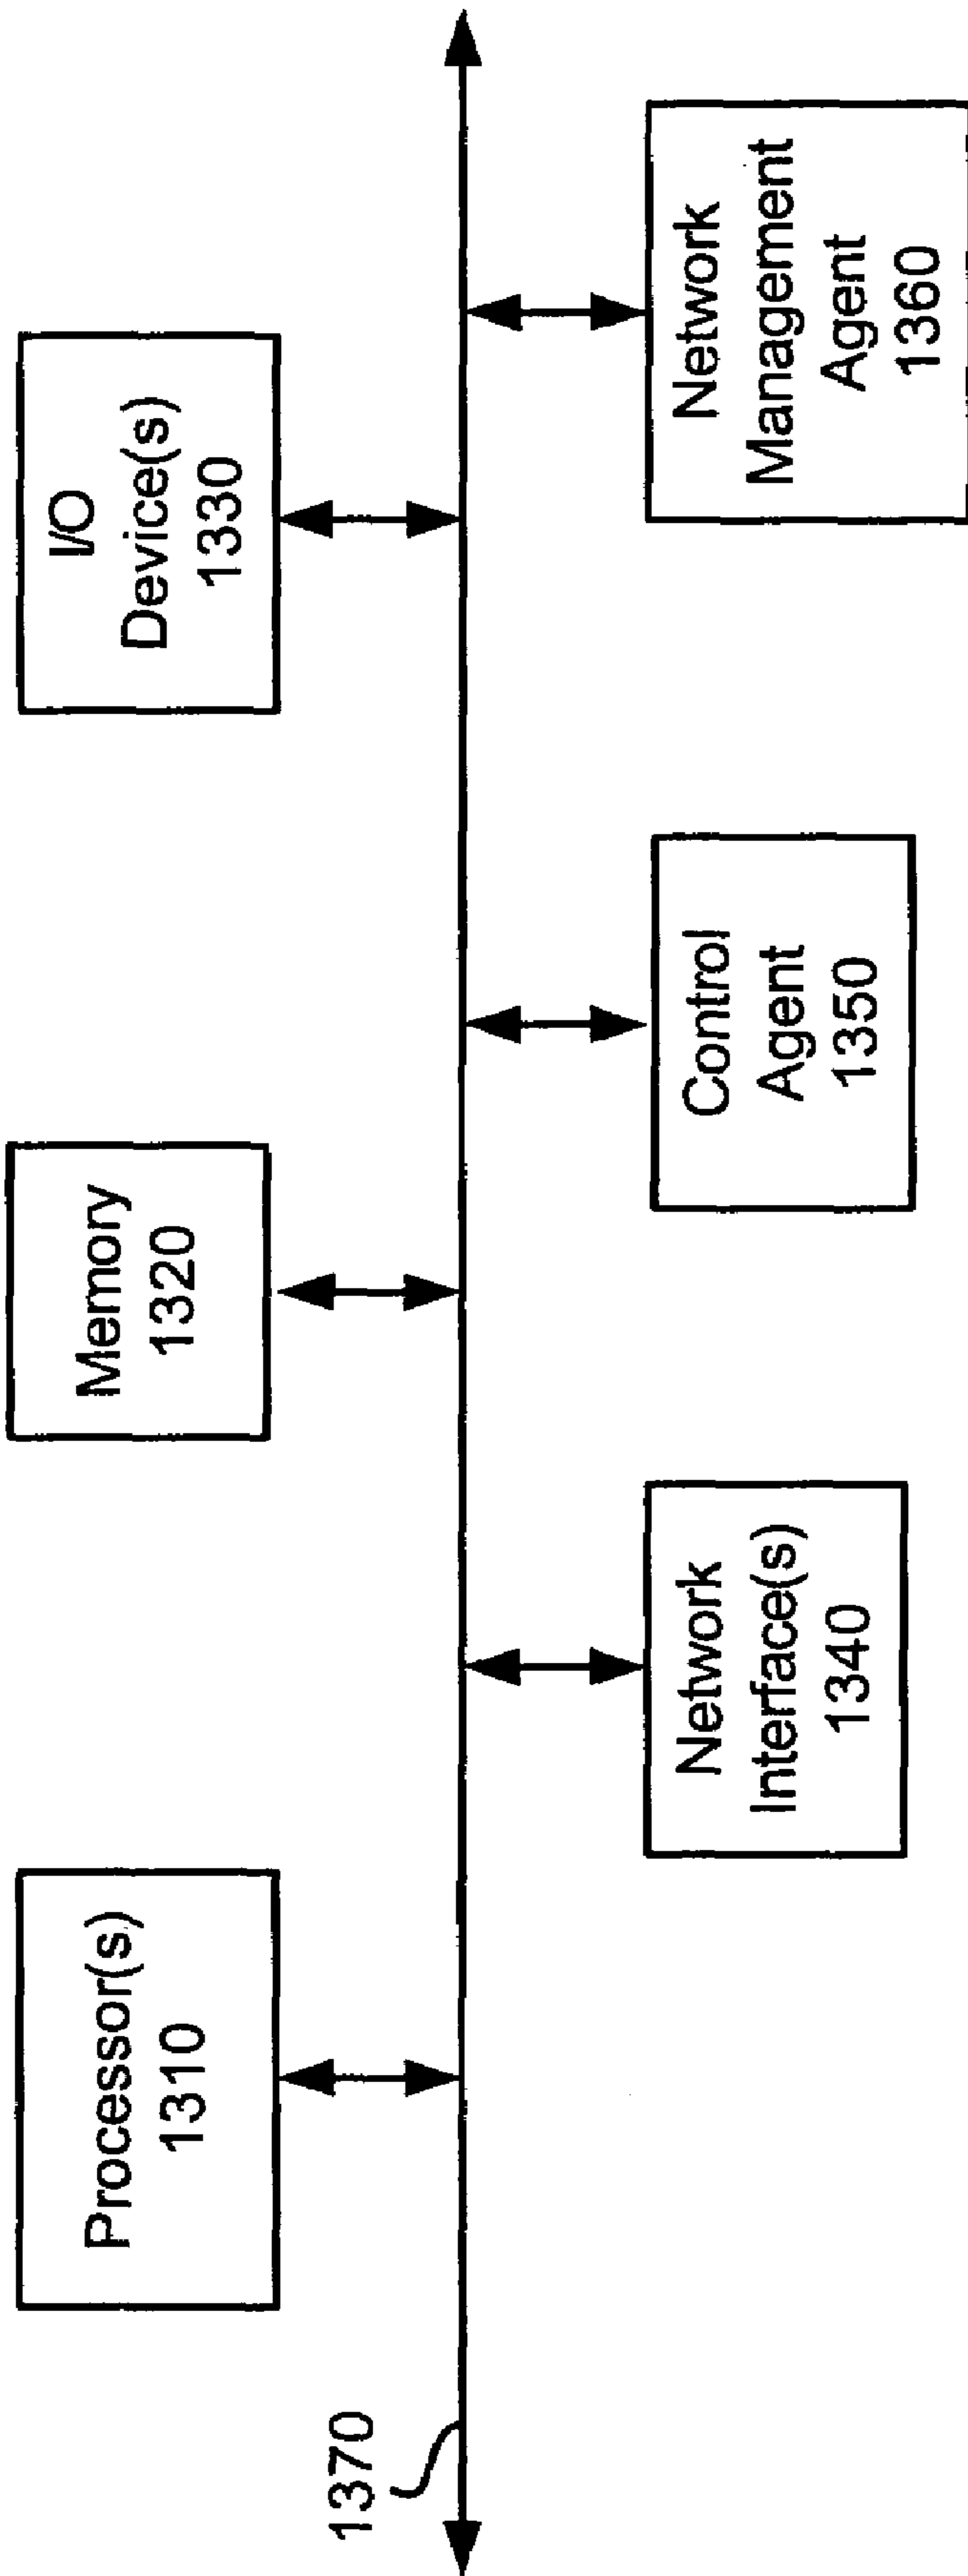 Processor(s)
1310
Memory
1320
I/O
Device(s)
1330
1370
Network
Interface(s)
1340
Control
Agent
1350
Network
Management
Agent
1360